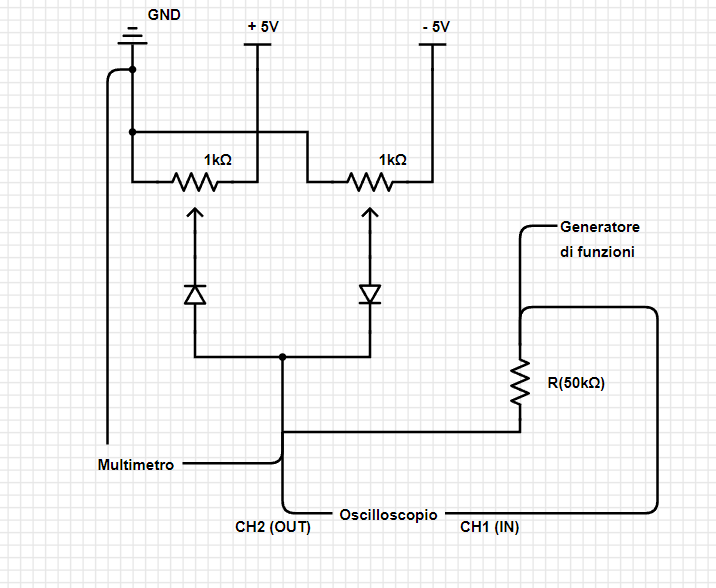 GND
+ 5V
- 5V
1kΩ
1kΩ
Generatore
di funzioni
R(50kΩ)
Multimetro
Oscilloscopio
CH2 (OUT)
CH1 (IN)